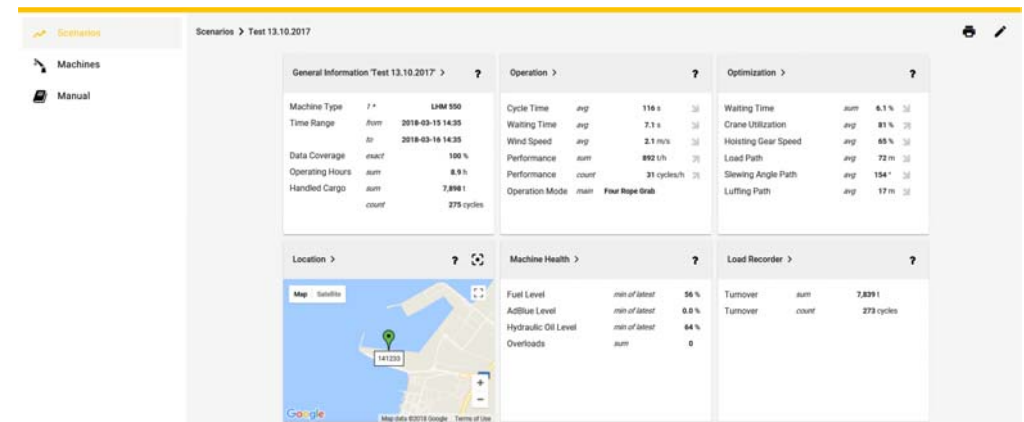 Scenarios
Machines
Manual
Scenarios > Test 13.10.2017
General Information 'Test 13.10.2017' > ?
Machine Type 1 * LHM 550
Time Range from 2018-03-15 14:35
to 2018-03-16 14:35
Data Coverage exact 100 %
Operating Hours sum 8.9 h
Handled Cargo sum 7,898 t
count 275 cycles
Operation > ?
Cycle Time avg 116 s
Waiting Time avg 7.1 s
Wind Speed avg 2.1 m/s
Performance sum 892 t/h
Performance count 31 cycles/h
Operation Mode main Four Rope Grab
Optimization > ?
Waiting Time sum 6.1 %
Crane Utilization avg 81 %
Hoisting Gear Speed avg 65 %
Load Path avg 72 m
Slewing Angle Path avg 154 °
Luffing Path avg 17 m
Location > ?
Map Satellite
141233
+
−
Google
Map data ©2018 Google Terms of Use
Machine Health > ?
Fuel Level min of latest 56 %
AdBlue Level min of latest 0.0 %
Hydraulic Oil Level min of latest 64 %
Overloads sum 0
Load Recorder > ?
Turnover sum 7,839 t
Turnover count 273 cycles